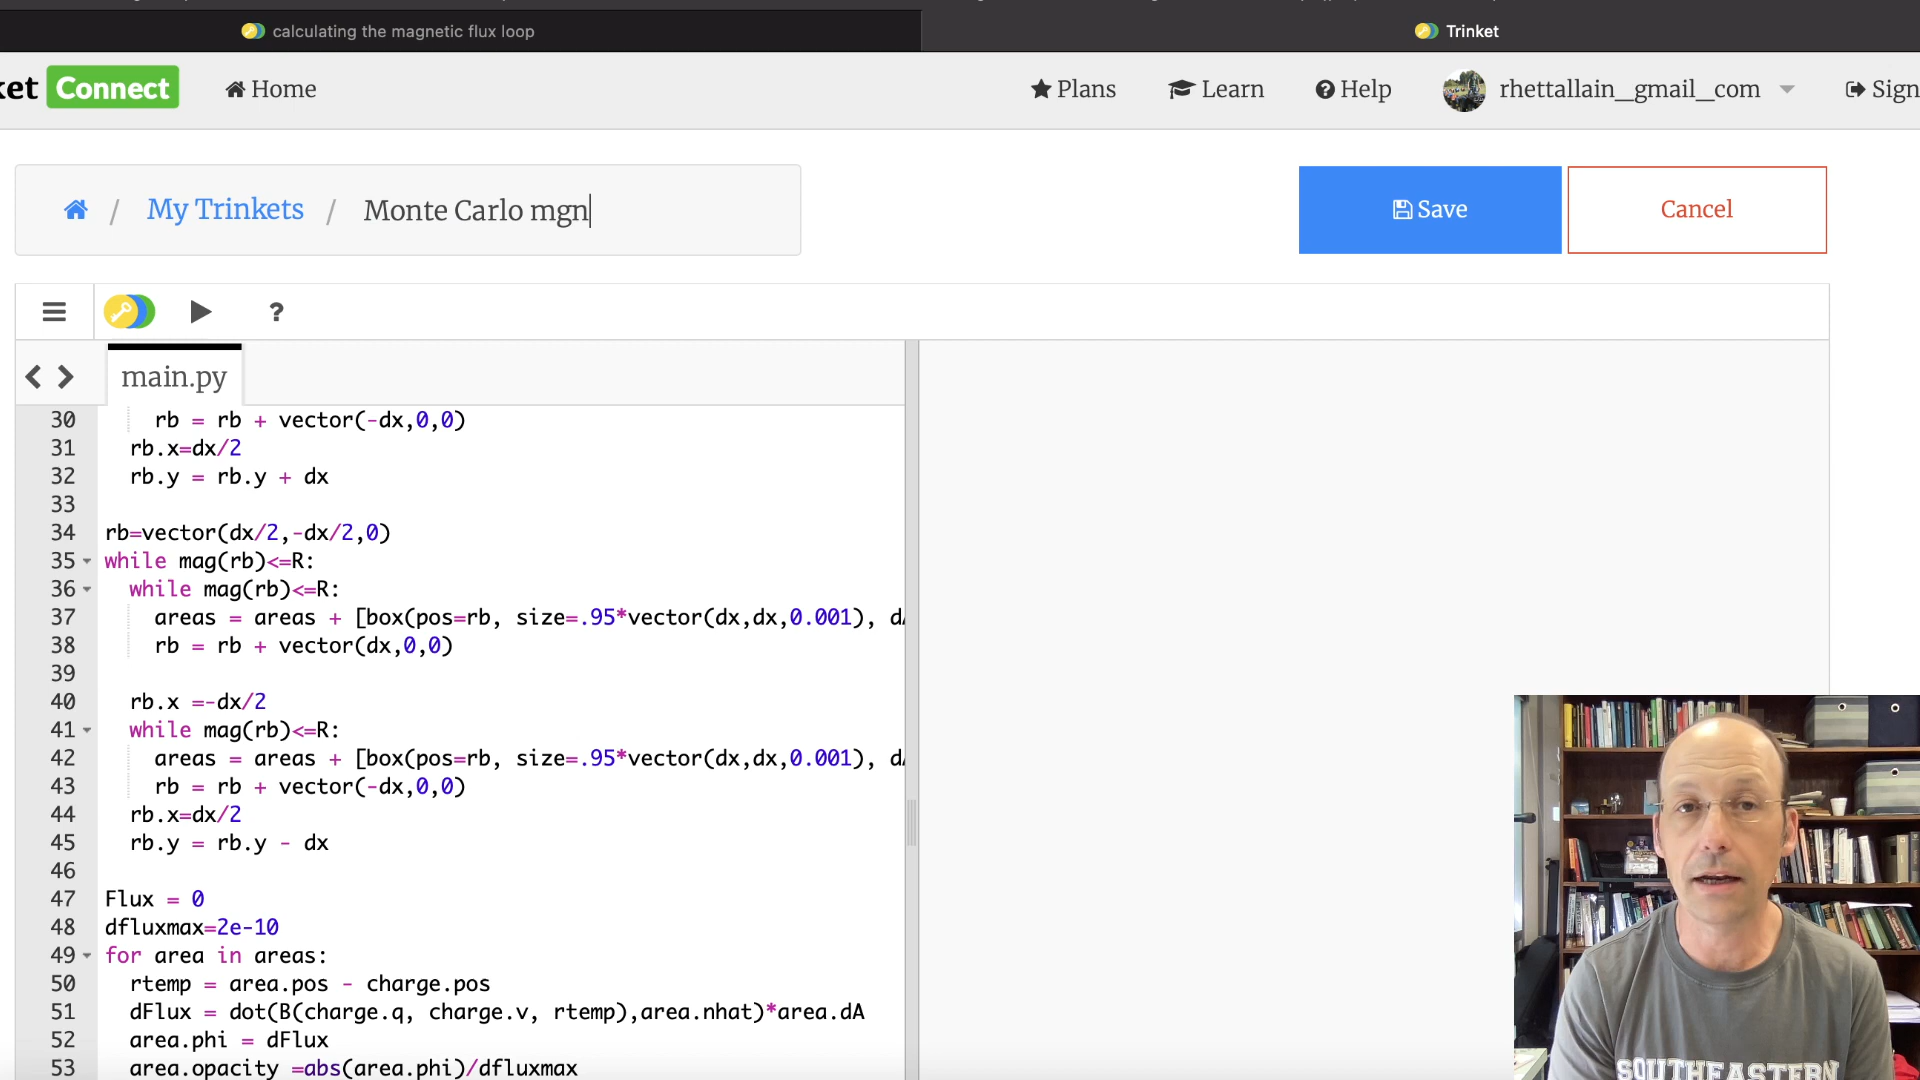 calculating the magnetic flux loop
Trinket
ket Connect
Home
Plans
Learn
Help
rhettallain_gmail_com
Sign
/ My Trinkets / Monte Carlo mgn
Save
Cancel
?
main.py
30 rb = rb + vector(-dx,0,0)
31 rb.x=dx/2
32 rb.y = rb.y + dx
33
34 rb=vector(dx/2,-dx/2,0)
35 while mag(rb)<=R:
36 while mag(rb)<=R:
37 areas = areas + [box(pos=rb, size=.95*vector(dx,dx,0.001), dA
38 rb = rb + vector(dx,0,0)
39
40 rb.x =-dx/2
41 while mag(rb)<=R:
42 areas = areas + [box(pos=rb, size=.95*vector(dx,dx,0.001), dA
43 rb = rb + vector(-dx,0,0)
44 rb.x=dx/2
45 rb.y = rb.y - dx
46
47 Flux = 0
48 dfluxmax=2e-10
49 for area in areas:
50 rtemp = area.pos - charge.pos
51 dFlux = dot(B(charge.q, charge.v, rtemp),area.nhat)*area.dA
52 area.phi = dFlux
53 area.opacity =abs(area.phi)/dfluxmax
SOUTHEASTERN